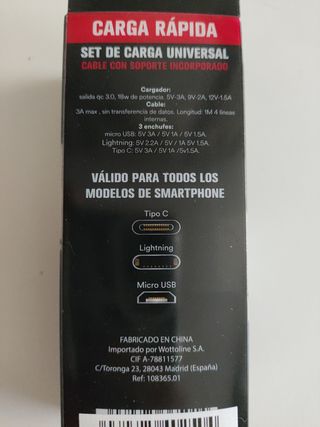 CARGA RÁPIDA
SET DE CARGA UNIVERSAL
CABLE CON SOPORTE INCORPORADO
Cargador:
salida qc 3.0, 18w de potencia. 5V-3A, 9V-2A, 12V-1.5A
Cable:
3A max , sin transferencia de datos. Longitud: 1M 4 líneas
internas.
3 enchufes:
micro USB: 5V 3A / 5V 1A / 5V 1.5A.
Lightning: 5V 2.2A / 5V / 1A 5V 1.5A.
Tipo C: 5V 3A / 5V 1A /5v1.5A.
VÁLIDO PARA TODOS LOS
MODELOS DE SMARTPHONE
Tipo C
Lightning
Micro USB
FABRICADO EN CHINA
Importado por Wottoline S.A.
CIF A-78811577
C/Toronga 23, 28043 Madrid (España)
Ref: 108365.01